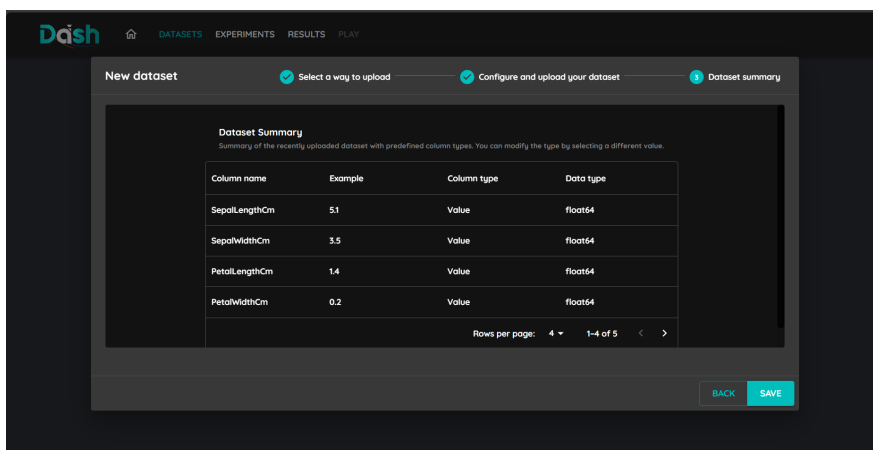 Dash DATASETS EXPERIMENTS RESULTS PLAY
New dataset Select a way to upload Configure and upload your dataset 3 Dataset summary
Dataset Summary
Summary of the recently uploaded dataset with predefined column types. You can modify the type by selecting a different value.
Column name Example Column type Data type
SepalLengthCm 5.1 Value float64
SepalWidthCm 3.5 Value float64
PetalLengthCm 1.4 Value float64
PetalWidthCm 0.2 Value float64
Rows per page: 4 1-4 of 5
BACK SAVE